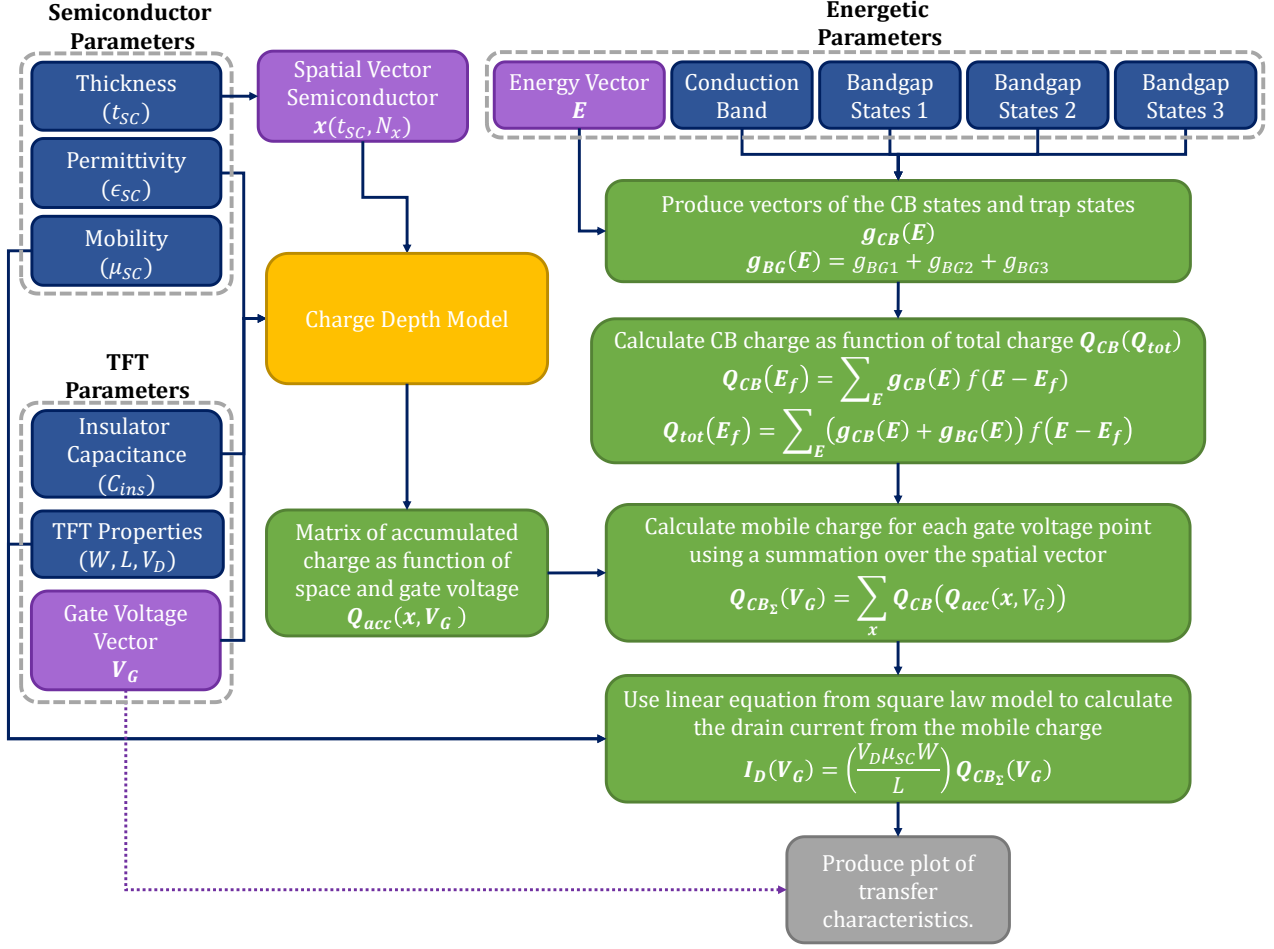 Semiconductor
Parameters
Thickness
(t_SC)
Permittivity
(ϵ_SC)
Mobility
(μ_SC)
Spatial Vector
Semiconductor
x(t_SC, N_x)
Energetic
Parameters
Energy Vector
E
Conduction
Band
Bandgap
States 1
Bandgap
States 2
Bandgap
States 3
Produce vectors of the CB states and trap states
g_CB(E)
g_BG(E) = g_BG1 + g_BG2 + g_BG3
Charge Depth Model
Calculate CB charge as function of total charge Q_CB(Q_tot)
Q_CB(E_f) = ∑_E g_CB(E) f(E − E_f)
Q_tot(E_f) = ∑_E (g_CB(E) + g_BG(E)) f(E − E_f)
TFT
Parameters
Insulator
Capacitance
(C_ins)
TFT Properties
(W, L, V_D)
Gate Voltage
Vector
V_G
Matrix of accumulated
charge as function of
space and gate voltage
Q_acc(x, V_G)
Calculate mobile charge for each gate voltage point
using a summation over the spatial vector
Q_CB_Σ(V_G) = ∑_x Q_CB(Q_acc(x, V_G))
Use linear equation from square law model to calculate
the drain current from the mobile charge
I_D(V_G) = (V_D μ_SC W / L) Q_CB_Σ(V_G)
Produce plot of
transfer
characteristics.